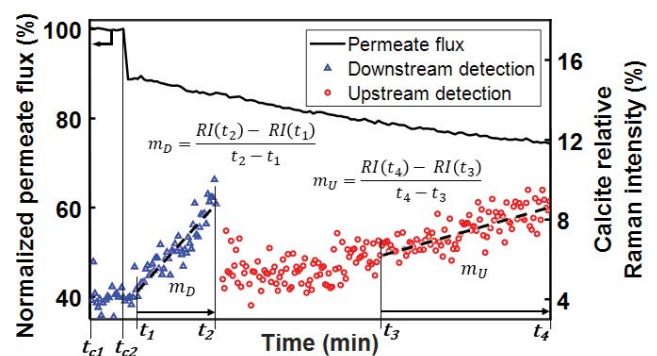 100
80
60
40
Normalized permeate flux (%)
Permeate flux
Downstream detection
Upstream detection
m_D = RI(t_2) − RI(t_1) / t_2 − t_1
m_U = RI(t_4) − RI(t_3) / t_4 − t_3
m_D
m_U
16
12
8
4
Calcite relative
Raman intensity (%)
t_c1 t_c2 t_1 t_2 t_3 t_4
Time (min)